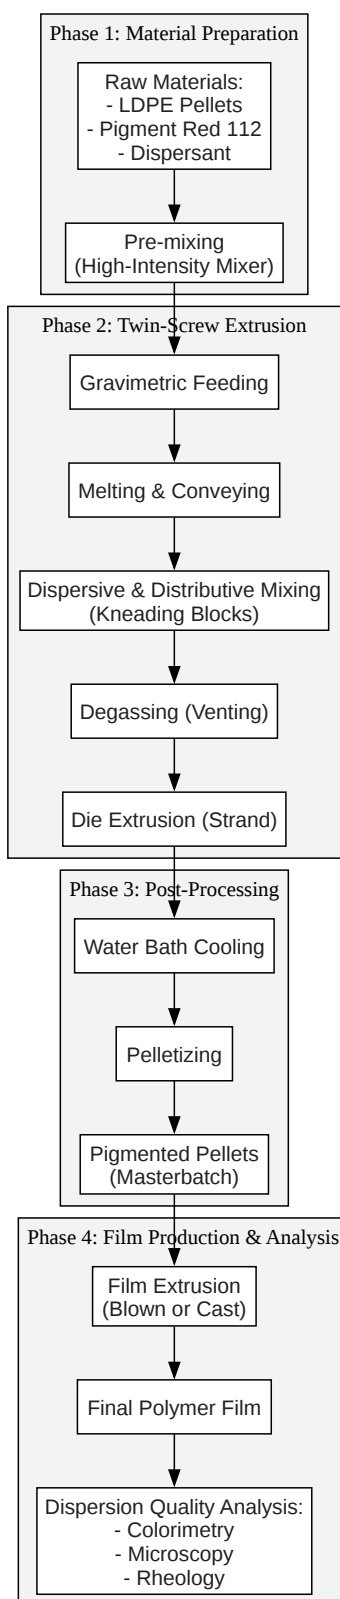 Phase 1: Material Preparation
Raw Materials:
- LDPE Pellets
- Pigment Red 112
- Dispersant
Pre-mixing
(High-Intensity Mixer)
Phase 2: Twin-Screw Extrusion
Gravimetric Feeding
Melting & Conveying
Dispersive & Distributive Mixing
(Kneading Blocks)
Degassing (Venting)
Die Extrusion (Strand)
Phase 3: Post-Processing
Water Bath Cooling
Pelletizing
Pigmented Pellets
(Masterbatch)
Phase 4: Film Production & Analysis
Film Extrusion
(Blown or Cast)
Final Polymer Film
Dispersion Quality Analysis:
- Colorimetry
- Microscopy
- Rheology